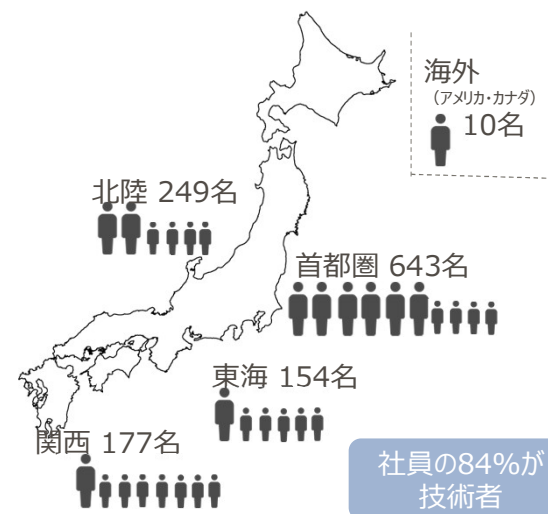 海外
（アメリカ・カナダ）
10名
北陸 249名
首都圏 643名
東海 154名
関西 177名
社員の84%が
技術者